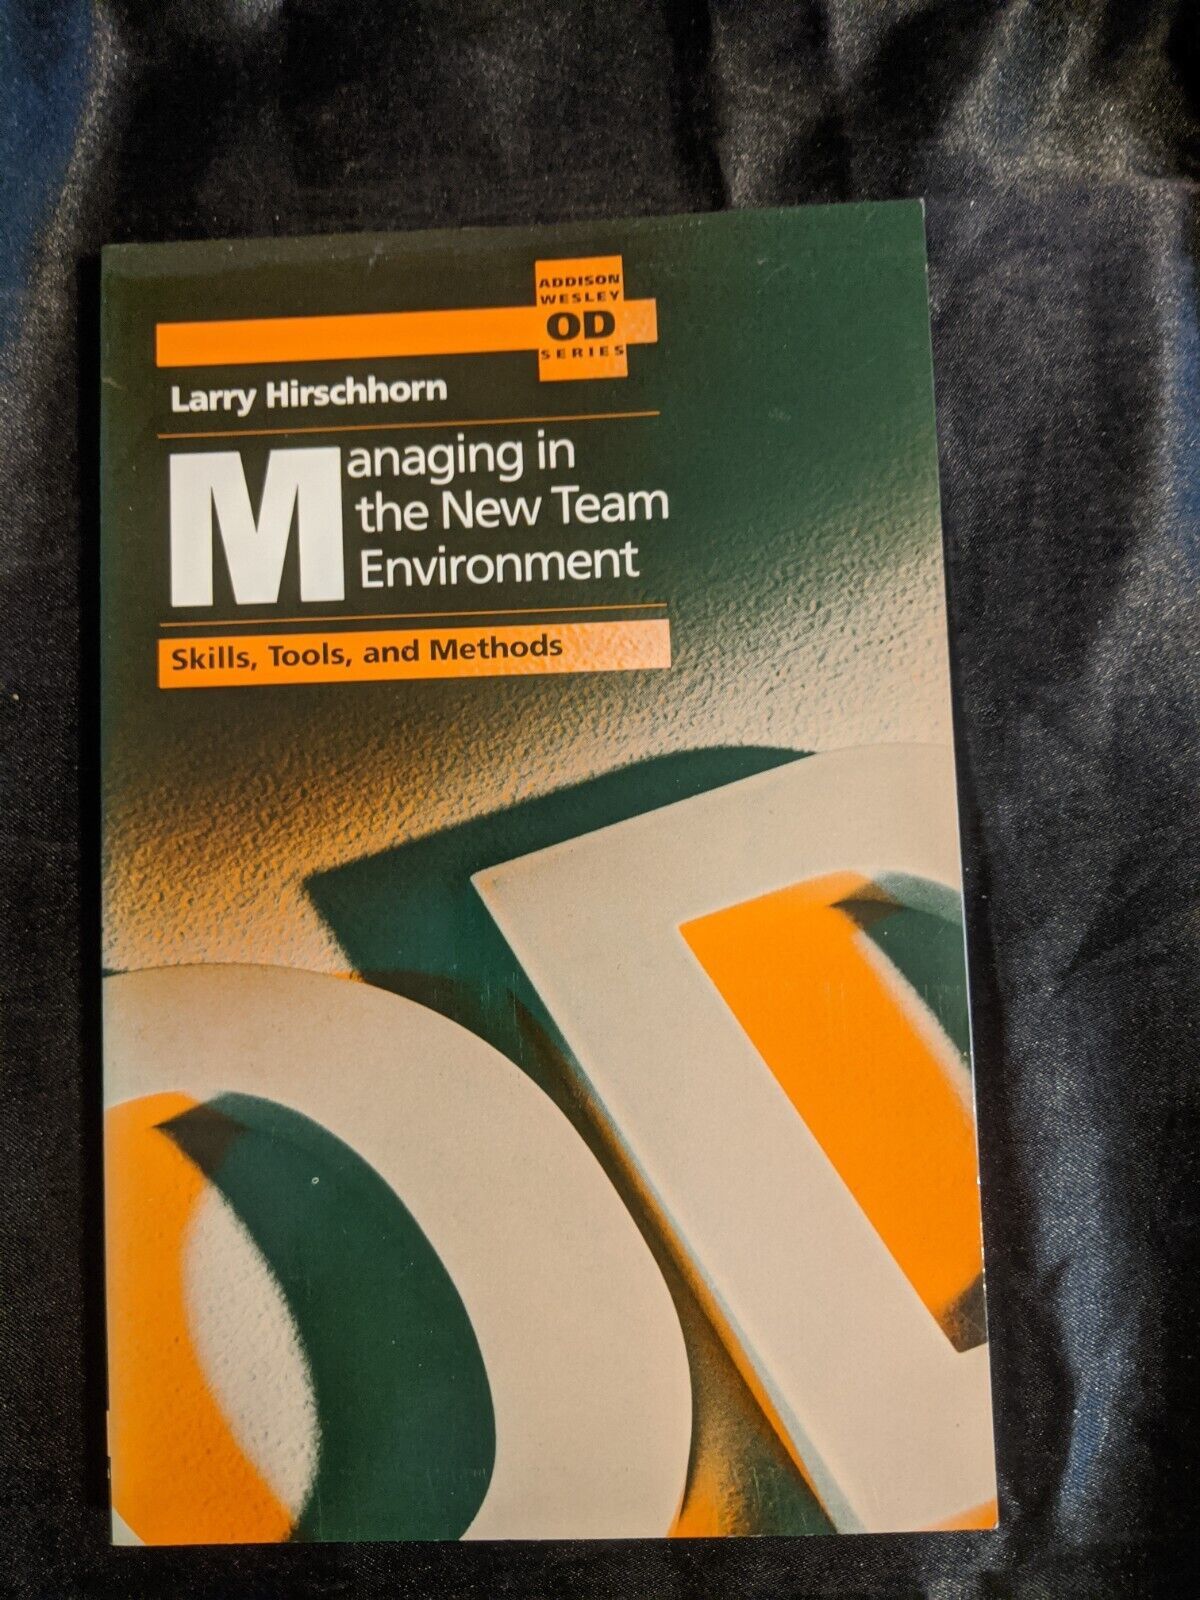 ADDISON
WESLEY
OD
SERIES
Larry Hirschhorn
Managing in
the New Team
Environment
Skills, Tools, and Methods